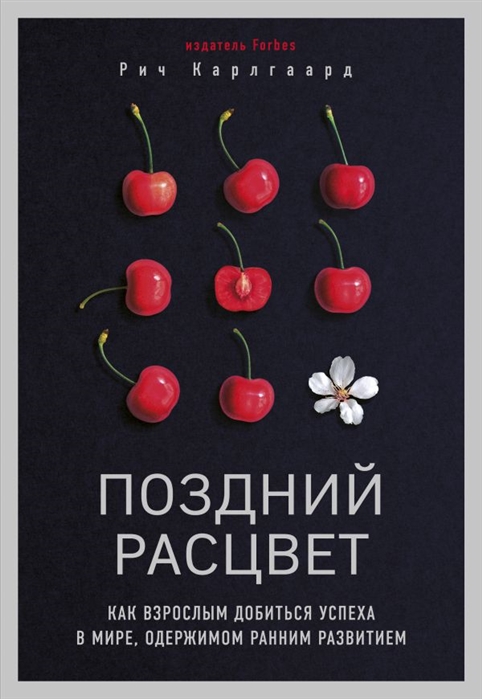 издатель Forbes
Рич Карлгаард
ПОЗДНИЙ
РАСЦВЕТ
КАК ВЗРОСЛЫМ ДОБИТЬСЯ УСПЕХА
В МИРЕ, ОДЕРЖИМОМ РАННИМ РАЗВИТИЕМ